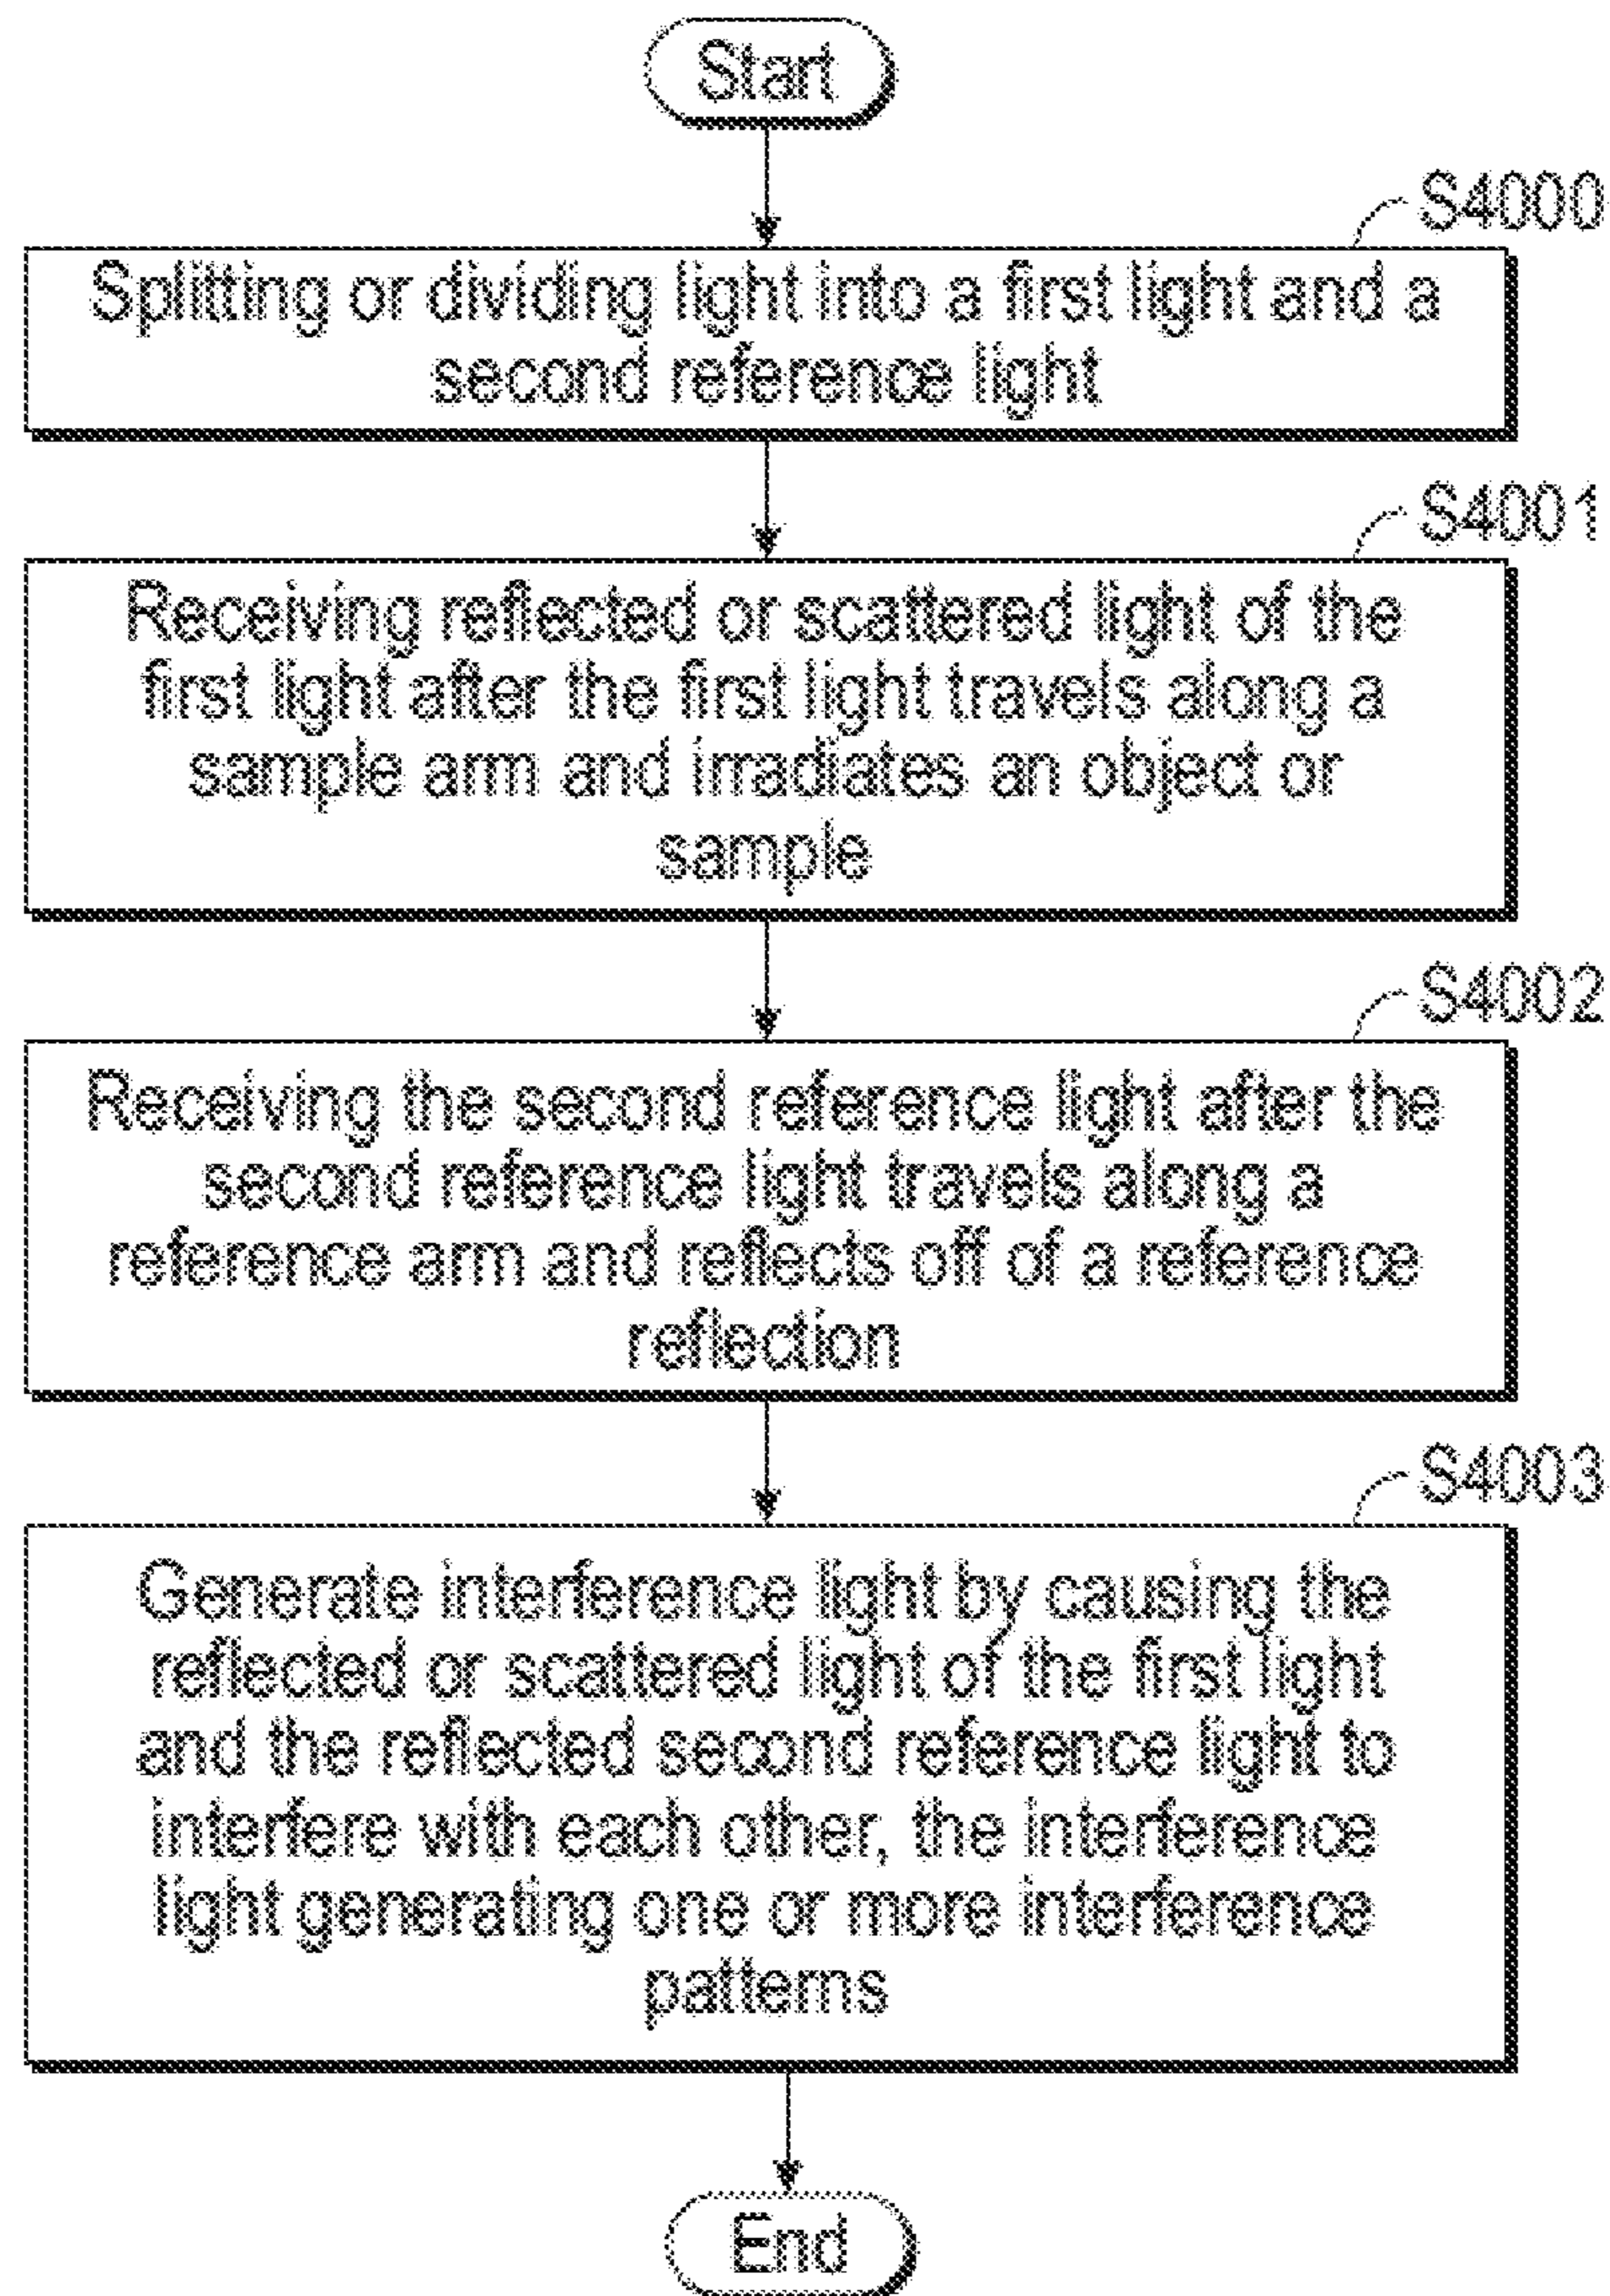 Start
S4000
Splitting or dividing light into a first light and a
second reference light
S4001
Receiving reflected or scattered light of the
first light after the first light travels along a
sample arm and irradiates an object or
sample
S4002
Receiving the second reference light after the
second reference light travels along a
reference arm and reflects off of a reference
reflection
S4003
Generate interference light by causing the
reflected or scattered light of the first light
and the reflected second reference light to
interfere with each other, the interference
light generating one or more interference
patterns
End